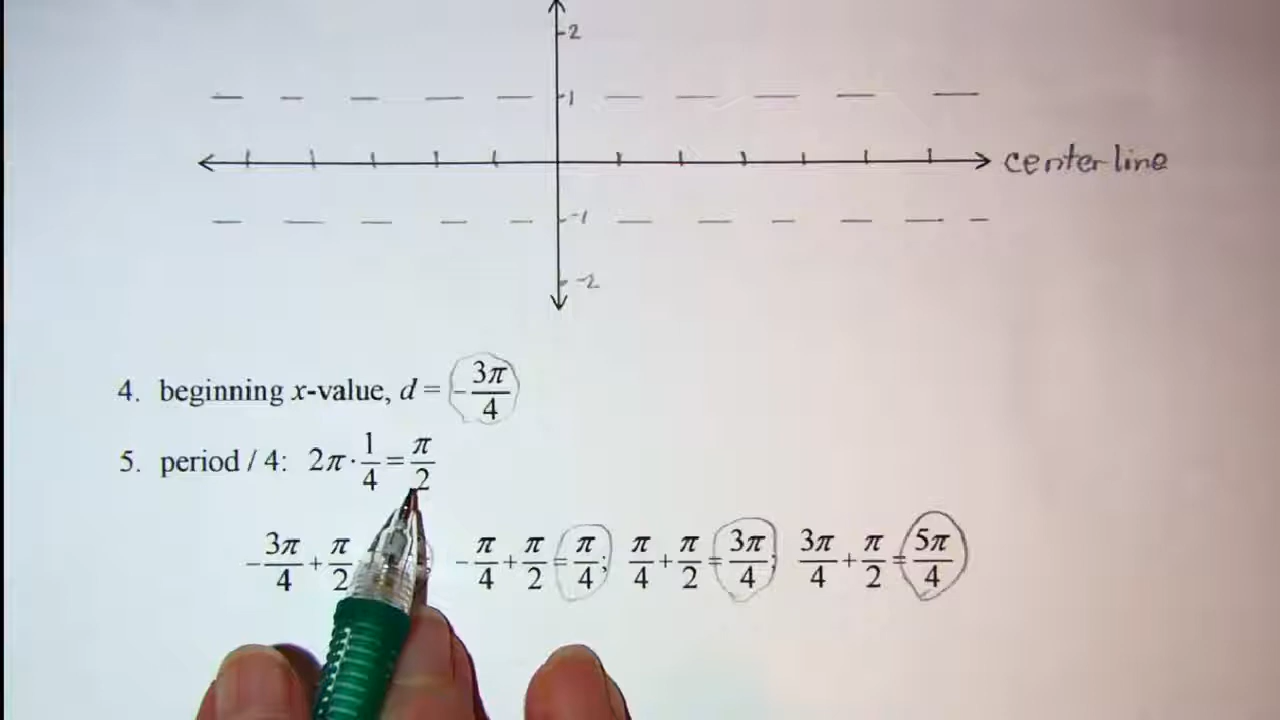 2
1
center line
-1
-2
4. beginning x-value, d = -3π/4
5. period / 4: 2π · 1/4 = π/2
-3π/4 + π/2
-π/4 + π/2 = π/4; π/4 + π/2 = 3π/4; 3π/4 + π/2 = 5π/4